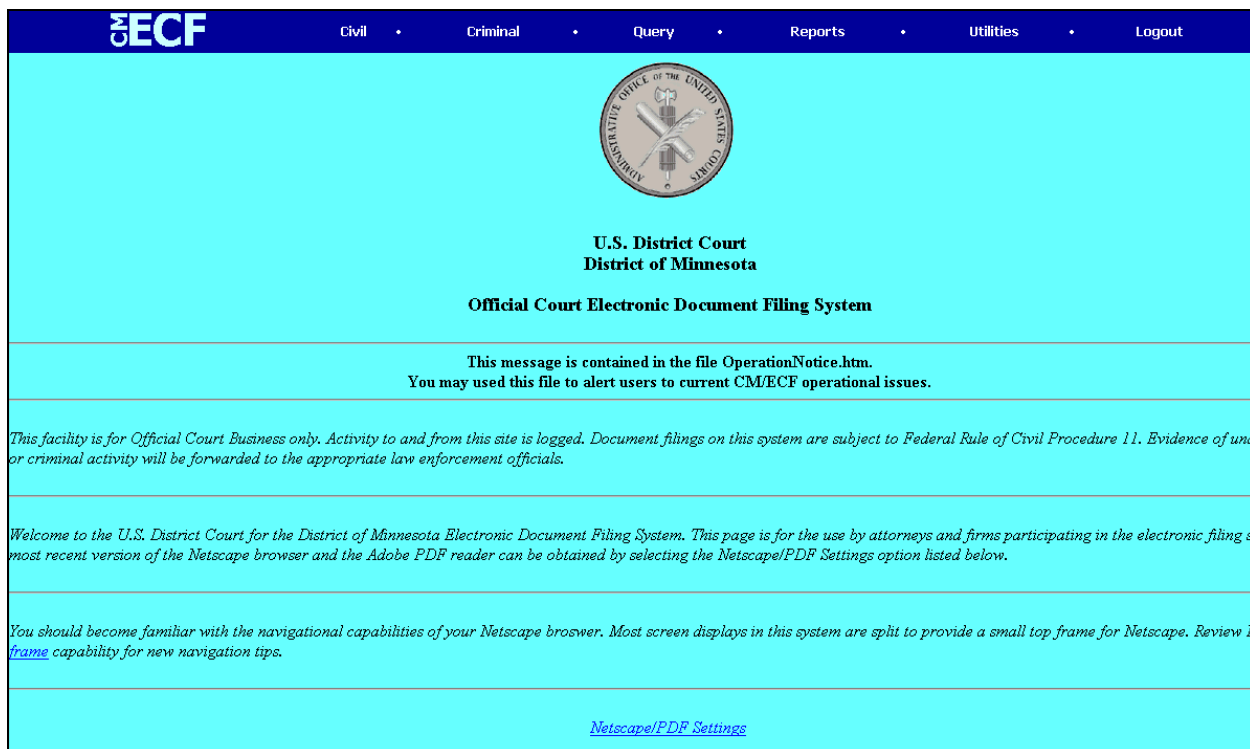 CM ECF Civil • Criminal • Query • Reports • Utilities • Logout
ADMINISTRATIVE OFFICE OF THE UNITED STATES COURTS
U.S. District Court
District of Minnesota
Official Court Electronic Document Filing System
This message is contained in the file OperationNotice.htm.
You may used this file to alert users to current CM/ECF operational issues.
This facility is for Official Court Business only. Activity to and from this site is logged. Document filings on this system are subject to Federal Rule of Civil Procedure 11. Evidence of
or criminal activity will be forwarded to the appropriate law enforcement officials.
Welcome to the U.S. District Court for the District of Minnesota Electronic Document Filing System. This page is for the use by attorneys and firms participating in the electronic filing
most recent version of the Netscape browser and the Adobe PDF reader can be obtained by selecting the Netscape/PDF Settings option listed below.
You should become familiar with the navigational capabilities of your Netscape broswer. Most screen displays in this system are split to provide a small top frame for Netscape. Review
frame capability for new navigation tips.
Netscape/PDF Settings